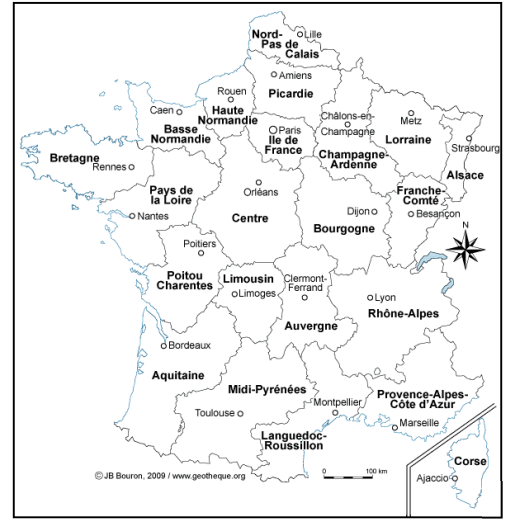 Nord-
Pas de
Calais
Lille
Amiens
Picardie
Rouen
Haute
Normandie
Caen
Basse
Normandie
Paris
Ile de
France
Châlons-en-
Champagne
Champagne-
Ardenne
Metz
Lorraine
Strasbourg
Alsace
Bretagne
Rennes
Pays de
la Loire
Nantes
Orléans
Centre
Dijon
Bourgogne
Franche-
Comté
Besançon
N
Poitiers
Poitou
Charentes
Limousin
Limoges
Clermont-
Ferrand
Auvergne
Lyon
Rhône-Alpes
Bordeaux
Aquitaine
Midi-Pyrénées
Toulouse
Montpellier
Languedoc-
Roussillon
Provence-Alpes-
Côte d'Azur
Marseille
Corse
Ajaccio
0 100 km
© JB Bouron, 2009 / www.geotheque.org